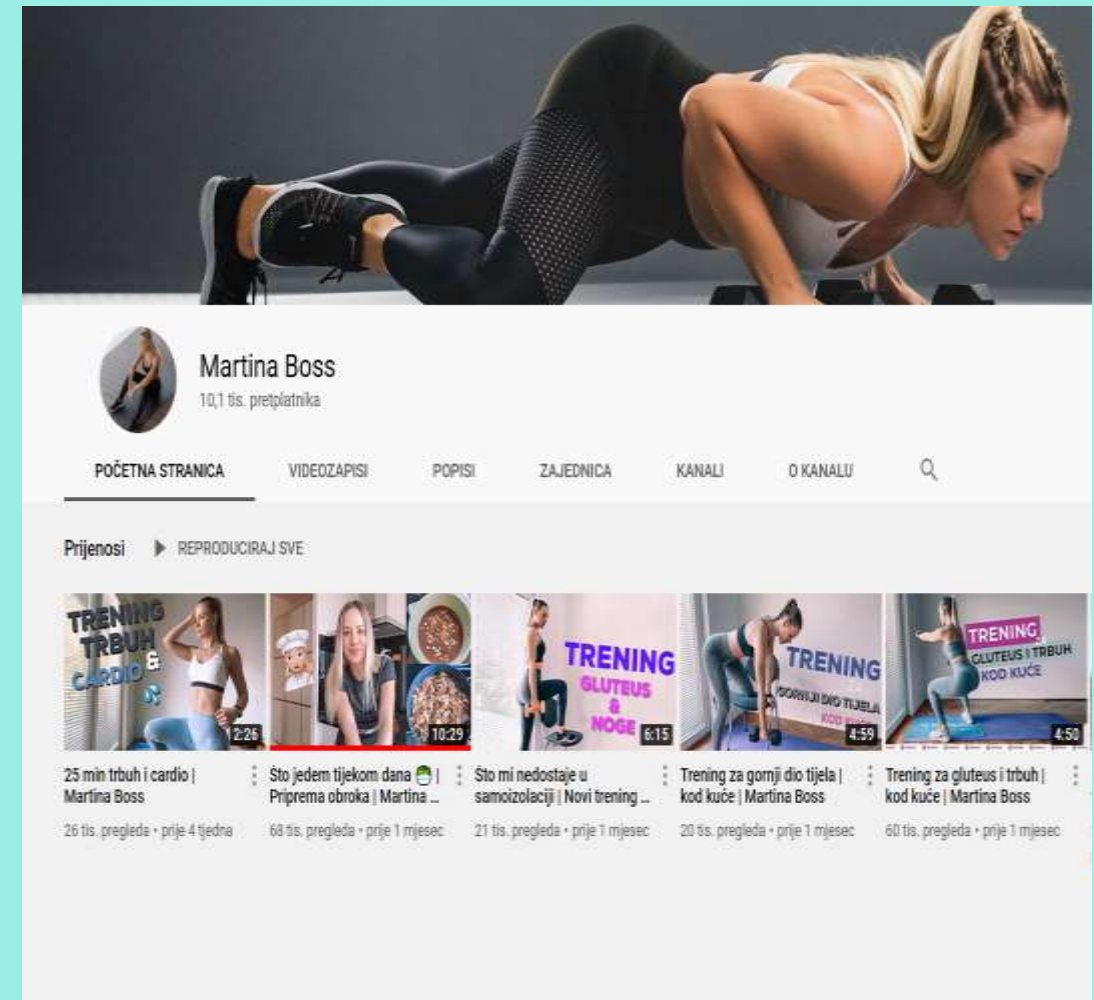 Martina Boss
10,1 tis. pretplatnika
POČETNA STRANICA VIDEOZAPISI POPISI ZAJEDNICA KANALI O KANALU
Prijenosi REPRODUCIRAJ SVE
TRENING
TRBUH
&
CARDIO
12:26
10:29
TRENING
GLUTEUS
&
NOGE
6:15
TRENING
GORNJI DIO TIJELA
KOD KUĆE
4:59
TRENING
GLUTEUS I TRBUH
KOD KUĆE
4:50
25 min trbuh i cardio |
Martina Boss
26 tis. pregleda • prije 4 tjedna
Što jedem tijekom dana |
Priprema obroka | Martina ...
68 tis. pregleda • prije 1 mjesec
Što mi nedostaje u
samoizolaciji | Novi trening ...
21 tis. pregleda • prije 1 mjesec
Trening za gornji dio tijela |
kod kuće | Martina Boss
20 tis. pregleda • prije 1 mjesec
Trening za gluteus i trbuh |
kod kuće | Martina Boss
60 tis. pregleda • prije 1 mjesec